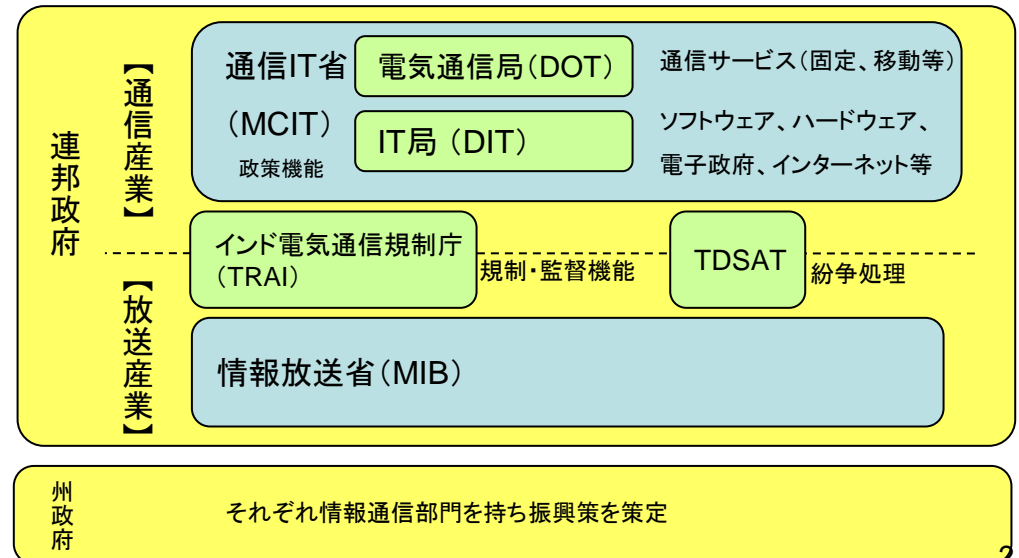 連邦政府
【通信産業】
通信IT省
(MCIT)
政策機能
電気通信局(DOT)
通信サービス(固定、移動等)
IT局 (DIT)
ソフトウェア、ハードウェア、
電子政府、インターネット等
インド電気通信規制庁
(TRAI)
規制・監督機能
TDSAT
紛争処理
【放送産業】
情報放送省(MIB)
州政府
それぞれ情報通信部門を持ち振興策を策定
2